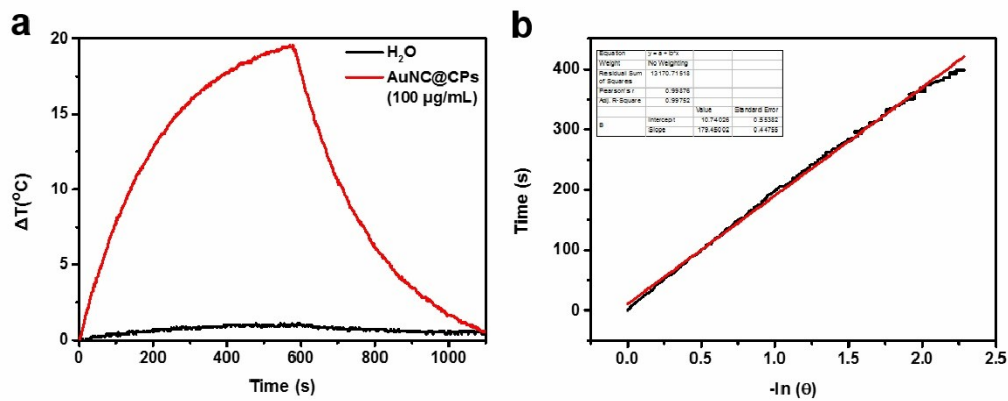 a
20
15
10
5
0
ΔT(°C)
H₂O
AuNC@CPs
(100 μg/mL)
0 200 400 600 800 1000
Time (s)
b
400
300
200
100
0
Time (s)
Equation y = a + b*x
Weight No Weighting
Residual Sum of Squares 13170.71518
Pearson's r 0.99876
Adj. R-Square 0.99752
Value Standard Error
B Intercept 10.74026 0.55382
Slope 179.45002 0.44755
0.0 0.5 1.0 1.5 2.0 2.5
-ln (θ)